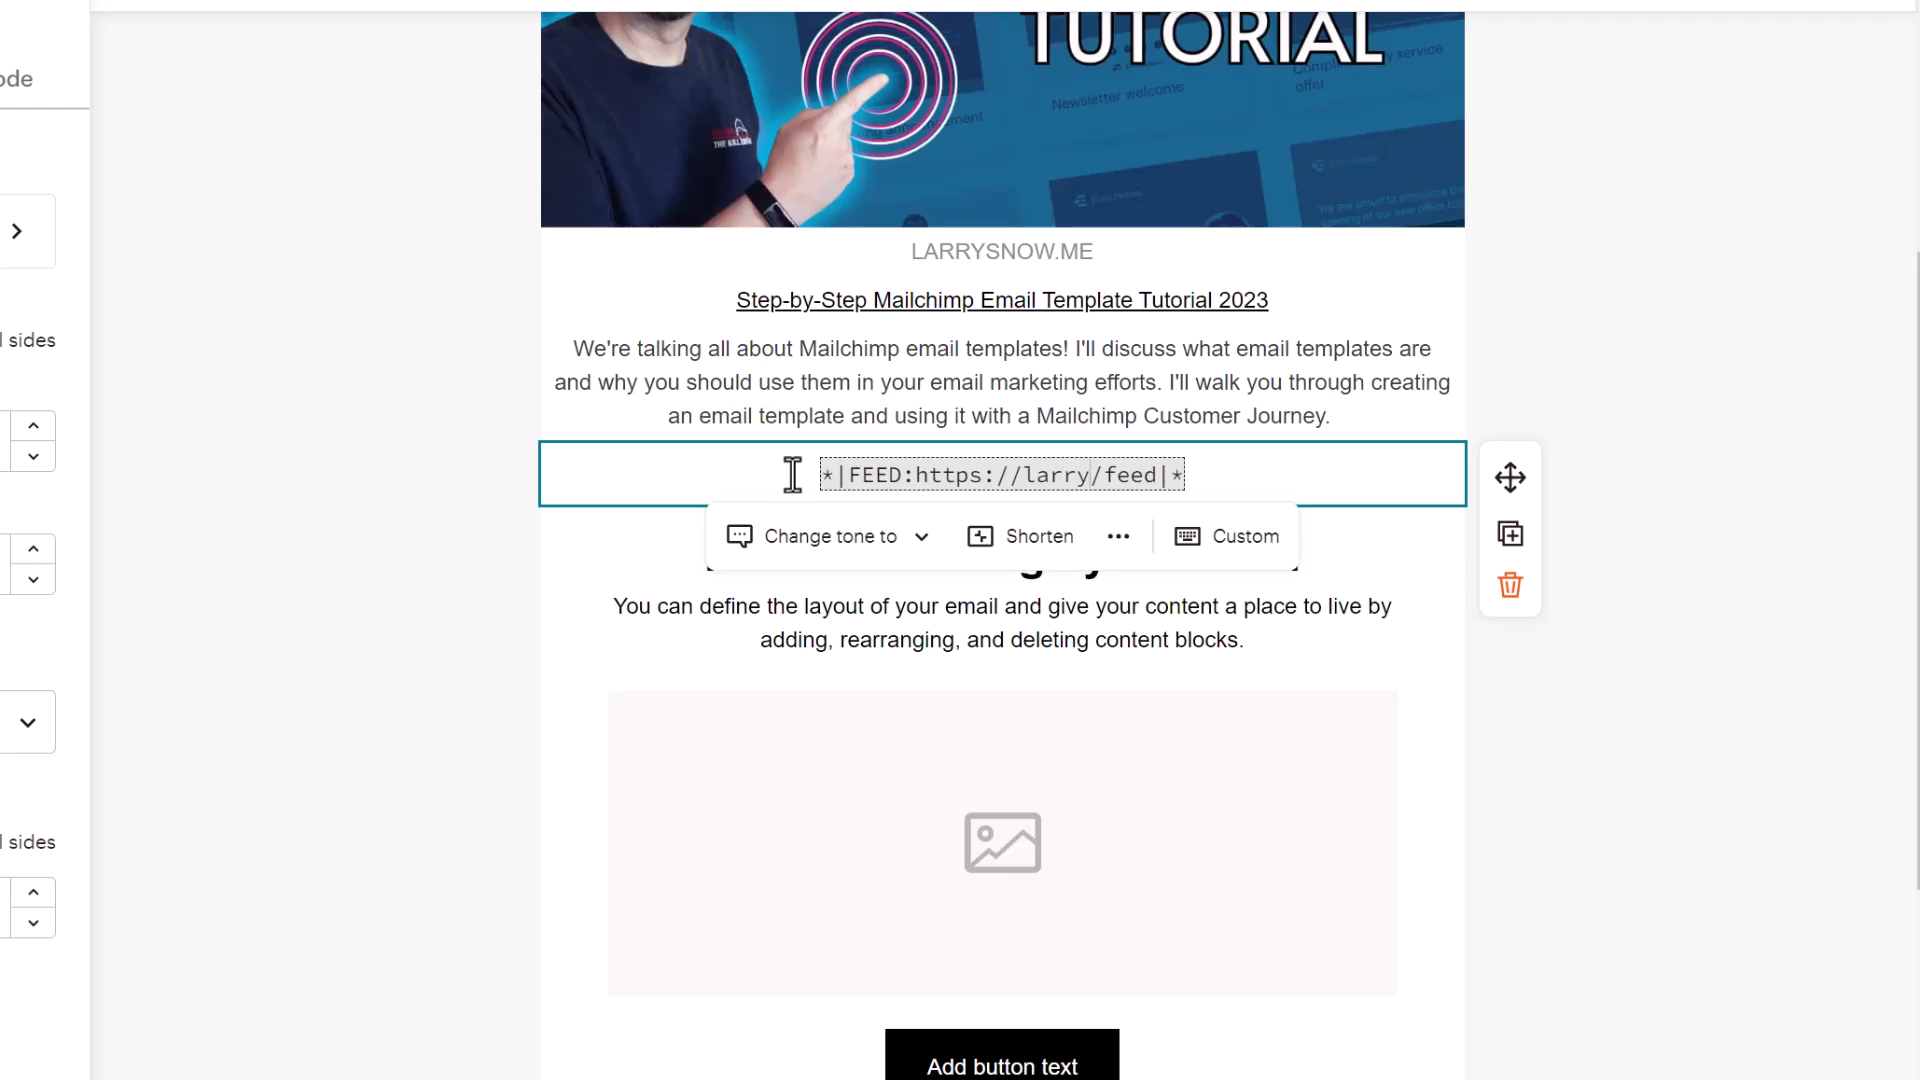 TUTORIAL
Newsletter welcome
offer
THE KILL
ode
LARRYSNOW.ME
Step-by-Step Mailchimp Email Template Tutorial 2023
l sides
We're talking all about Mailchimp email templates! I'll discuss what email templates are
and why you should use them in your email marketing efforts. I'll walk you through creating
an email template and using it with a Mailchimp Customer Journey.
*|FEED:https://larry/feed|*
Change tone to
Shorten
Custom
You can define the layout of your email and give your content a place to live by
adding, rearranging, and deleting content blocks.
l sides
Add button text